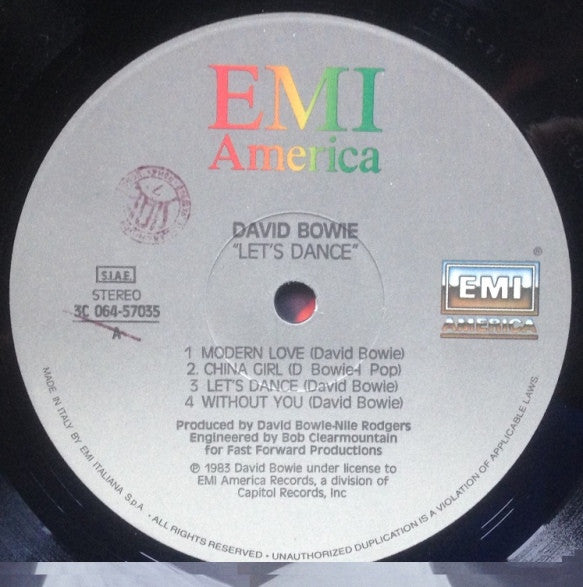 EMI
America
DAVID BOWIE
"LET'S DANCE"
S.I.A.E.
STEREO
3C 064-57035
A
EMI
AMERICA
®
1 MODERN LOVE (David Bowie)
2. CHINA GIRL (D Bowie-I Pop)
3 LET'S DANCE (David Bowie)
4 WITHOUT YOU (David Bowie)
Produced by David Bowie-Nile Rodgers
Engineered by Bob Clearmountain
for Fast Forward Productions
℗ 1983 David Bowie under license to
EMI America Records, a division of
Capitol Records, Inc
MADE IN ITALY BY EMI ITALIANA S.p.A. · ALL RIGHTS RESERVED · UNAUTHORIZED DUPLICATION IS A VIOLATION OF APPLICABLE LAWS